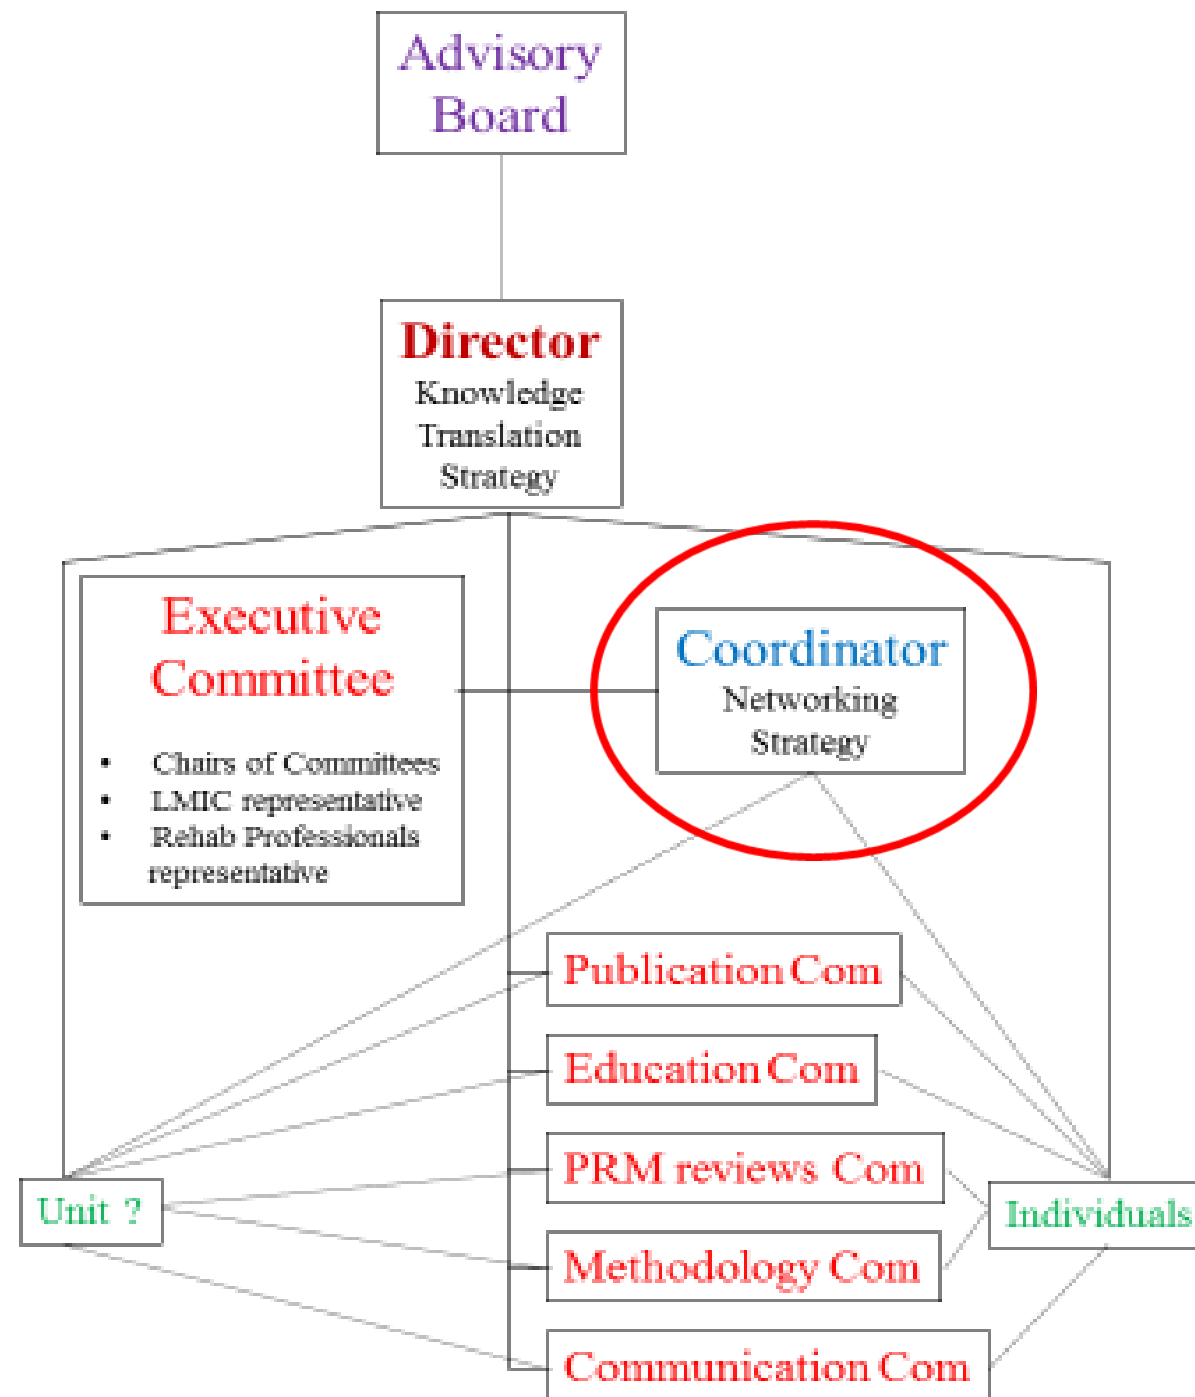 Advisory
Board
Director
Knowledge
Translation
Strategy
Executive
Committee
• Chairs of Committees
• LMIC representative
• Rehab Professionals
representative
Coordinator
Networking
Strategy
Publication Com
Education Com
PRM reviews Com
Methodology Com
Communication Com
Unit ?
Individuals